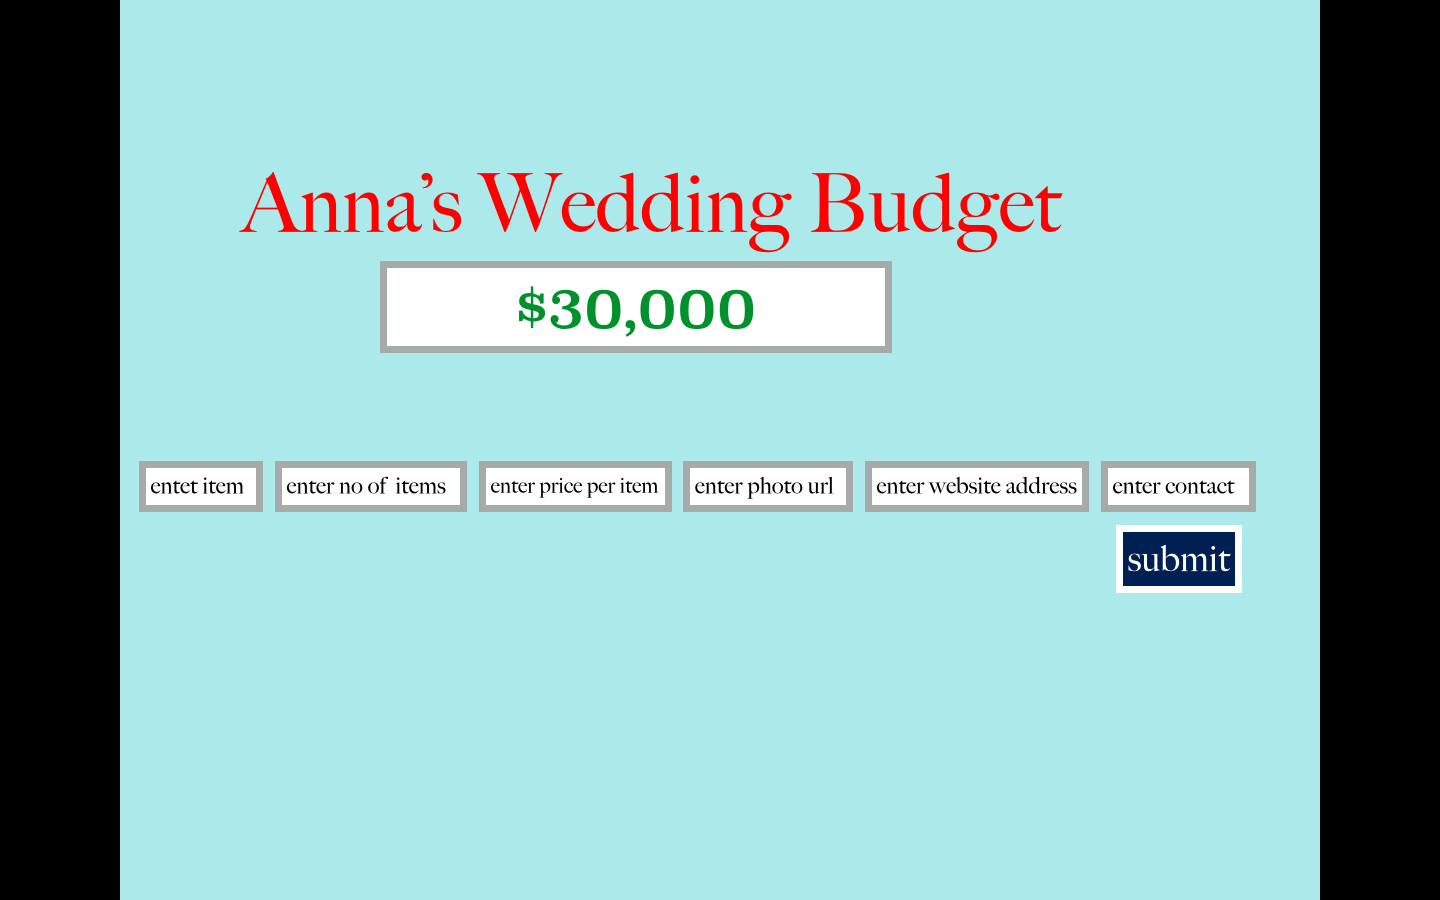 Anna’s Wedding Budget
$30,000
entet item enter no of items enter price per item enter photo url enter website address enter contact
submit